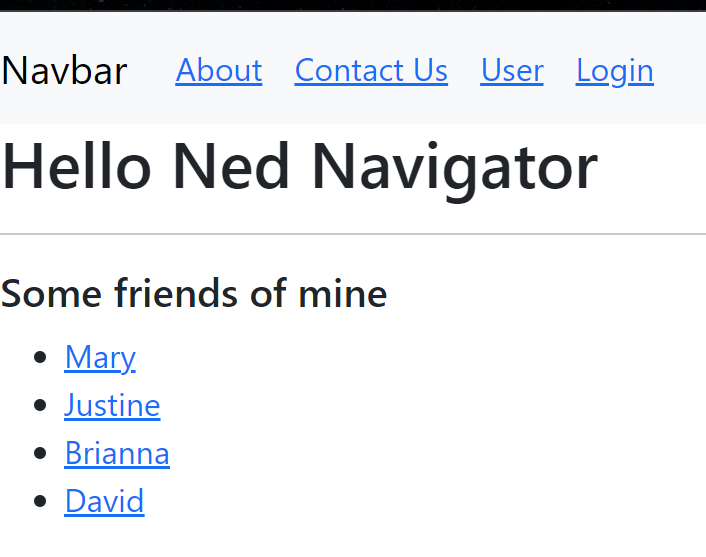 Navbar About Contact Us User Login
Hello Ned Navigator
Some friends of mine
Mary
Justine
Brianna
David